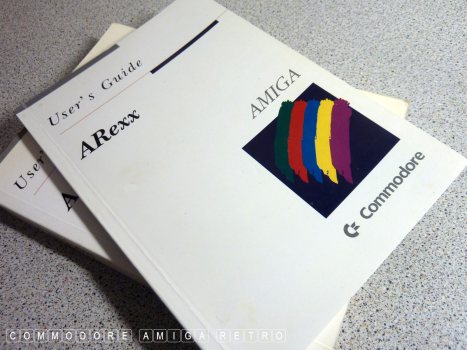 User's Guide
ARexx
AMIGA
Commodore
User
A
COMMODORE AMIGA RETRO